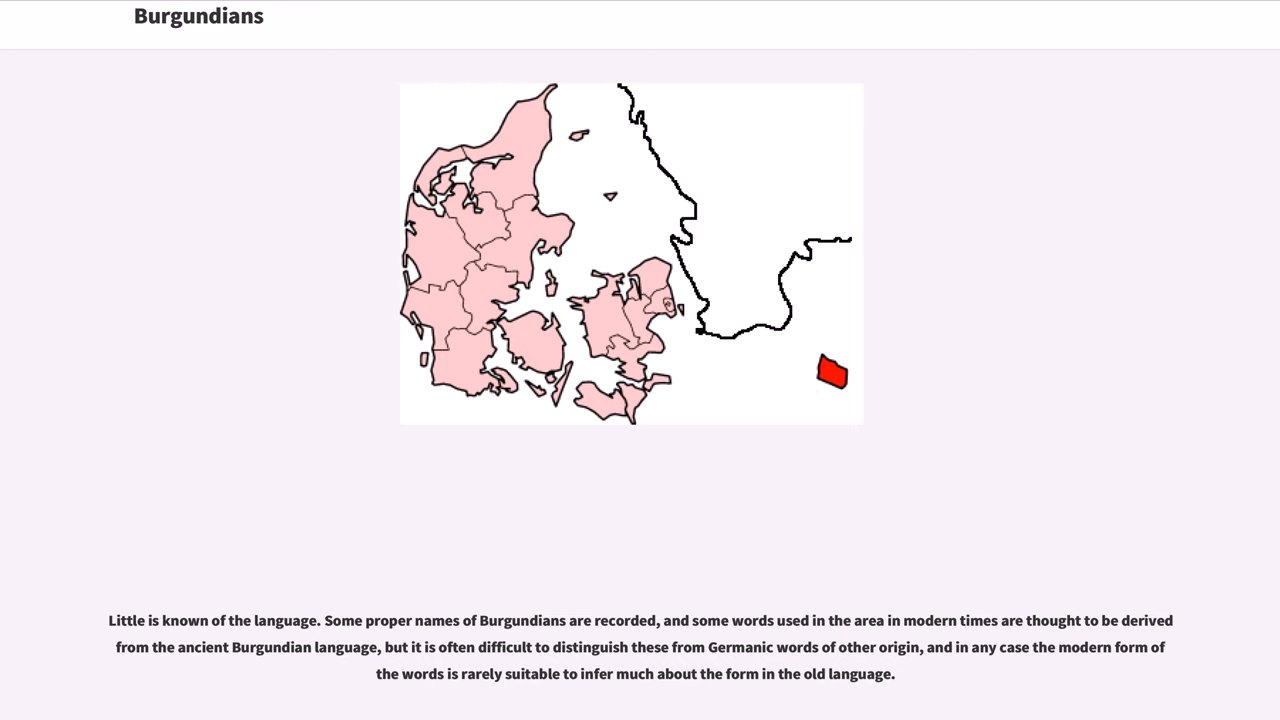 Burgundians
Little is known of the language. Some proper names of Burgundians are recorded, and some words used in the area in modern times are thought to be derived
from the ancient Burgundian language, but it is often difficult to distinguish these from Germanic words of other origin, and in any case the modern form of
the words is rarely suitable to infer much about the form in the old language.